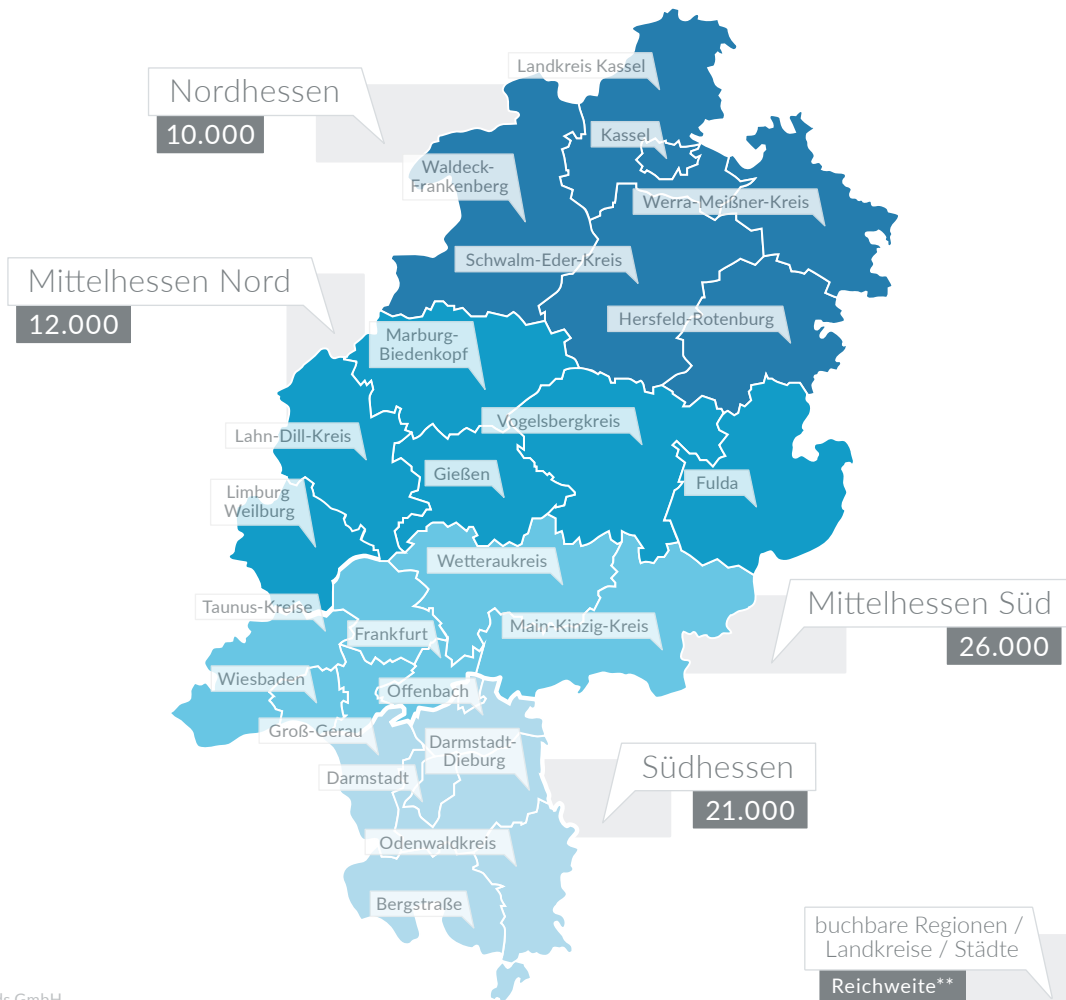 Landkreis Kassel
Nordhessen
10.000
Kassel
Waldeck-
Frankenberg
Werra-Meißner-Kreis
Schwalm-Eder-Kreis
Mittelhessen Nord
12.000
Hersfeld-Rotenburg
Marburg-
Biedenkopf
Vogelsbergkreis
Lahn-Dill-Kreis
Gießen
Fulda
Limburg
Weilburg
Wetteraukreis
Mittelhessen Süd
26.000
Taunus-Kreise
Main-Kinzig-Kreis
Frankfurt
Wiesbaden
Offenbach
Groß-Gerau
Darmstadt-
Dieburg
Südhessen
21.000
Darmstadt
Odenwaldkreis
Bergstraße
buchbare Regionen /
Landkreise / Städte
Reichweite**
GmbH